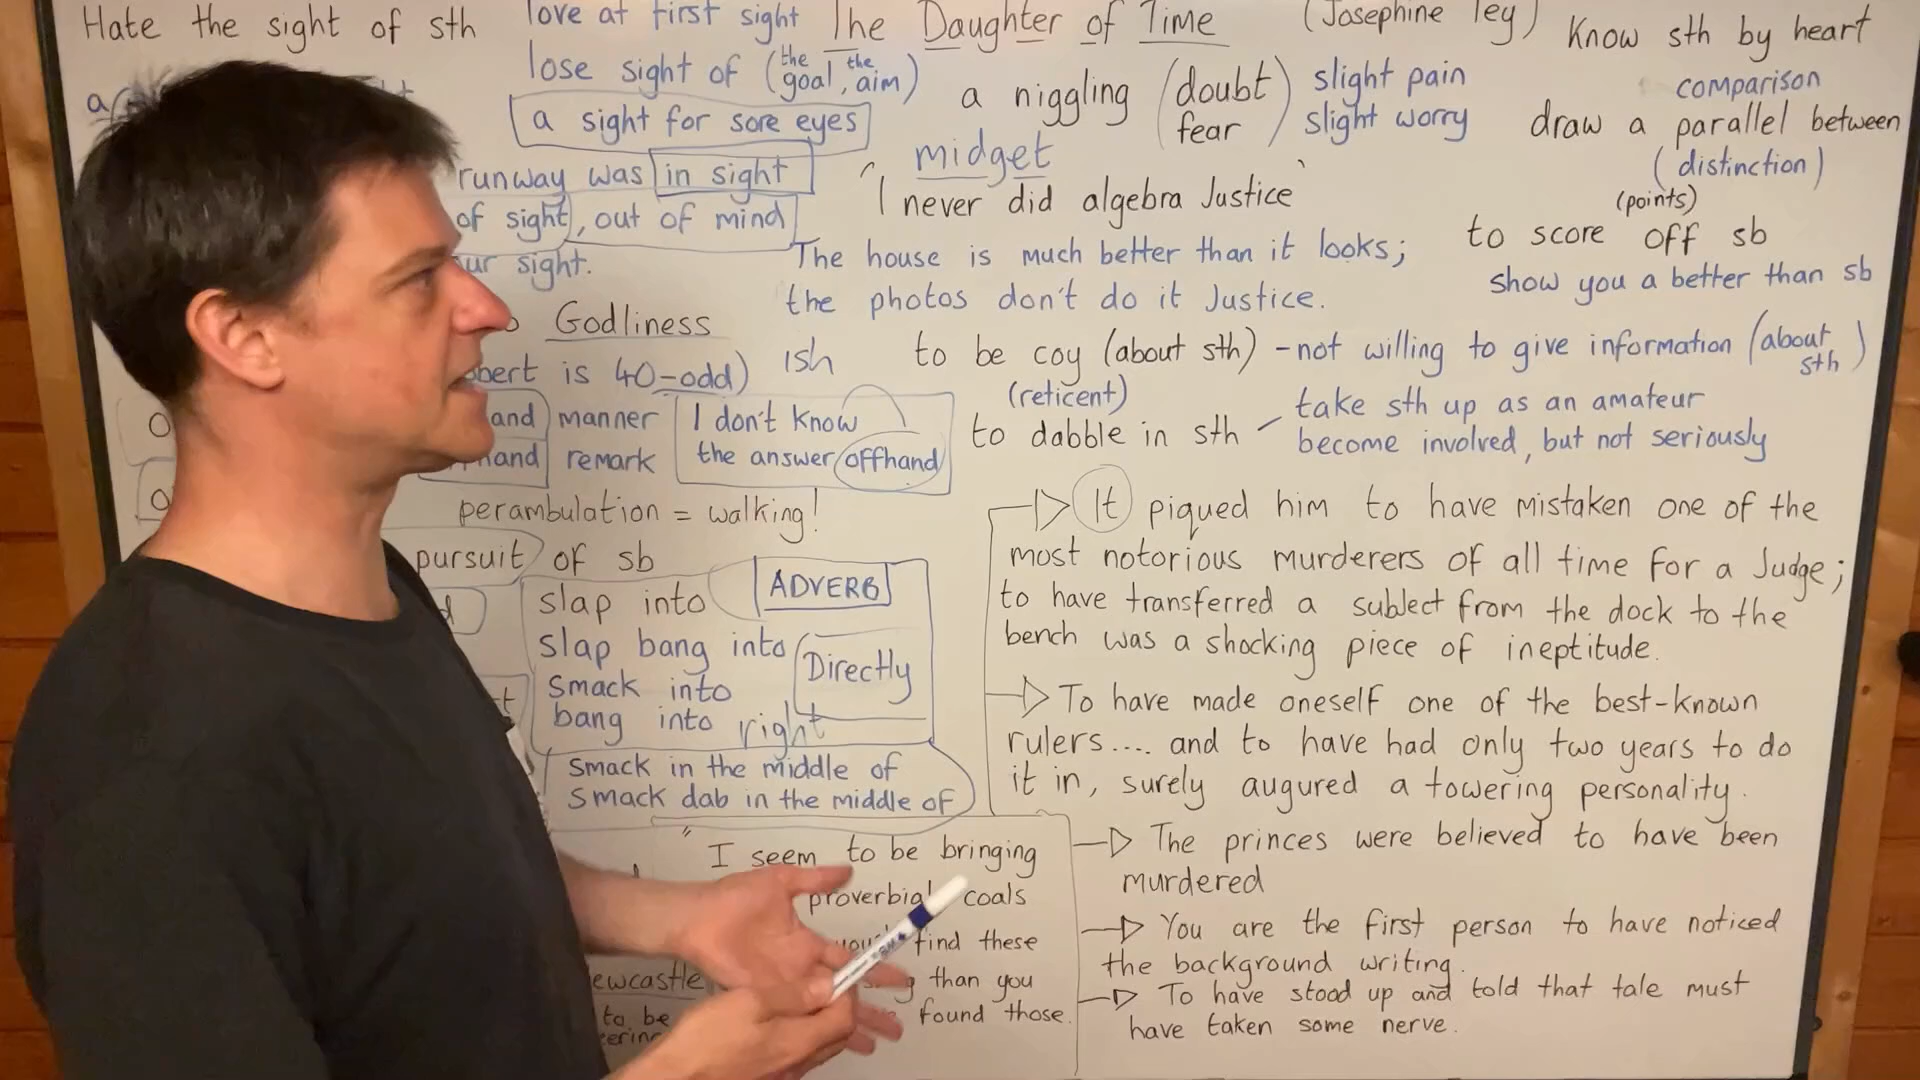 Hate the sight of sth
love at first sight
The Daughter of Time (Josephine Tey)
Know sth by heart
lose sight of (the goal, the aim)
a sight for sore eyes
runway was in sight
of sight, out of mind
ur sight.
a niggling (doubt fear)
slight pain
slight worry
midget
"I never did algebra Justice"
The house is much better than it looks;
the photos don't do it Justice.
comparison
draw a parallel between
(distinction)
(points)
to score off sb
show you a better than sb
Godliness
bert is 40-odd) ish
and manner
hand remark
I don't know
the answer offhand
to be coy (about sth) - not willing to give information (about sth)
(reticent)
to dabble in sth - take sth up as an amateur
become involved, but not seriously
perambulation = walking!
pursuit of sb
slap into
slap bang into
smack into
bang into right
ADVERB
Directly
smack in the middle of
smack dab in the middle of
"I seem to be bringing
proverbial coals
find these
ewcastle
than you
to be
found those.
It piqued him to have mistaken one of the
most notorious murderers of all time for a Judge;
to have transferred a subject from the dock to the
bench was a shocking piece of ineptitude.
To have made oneself one of the best-known
rulers.... and to have had only two years to do
it in, surely augured a towering personality.
The princes were believed to have been
murdered
You are the first person to have noticed
the background writing.
To have stood up and told that tale must
have taken some nerve.